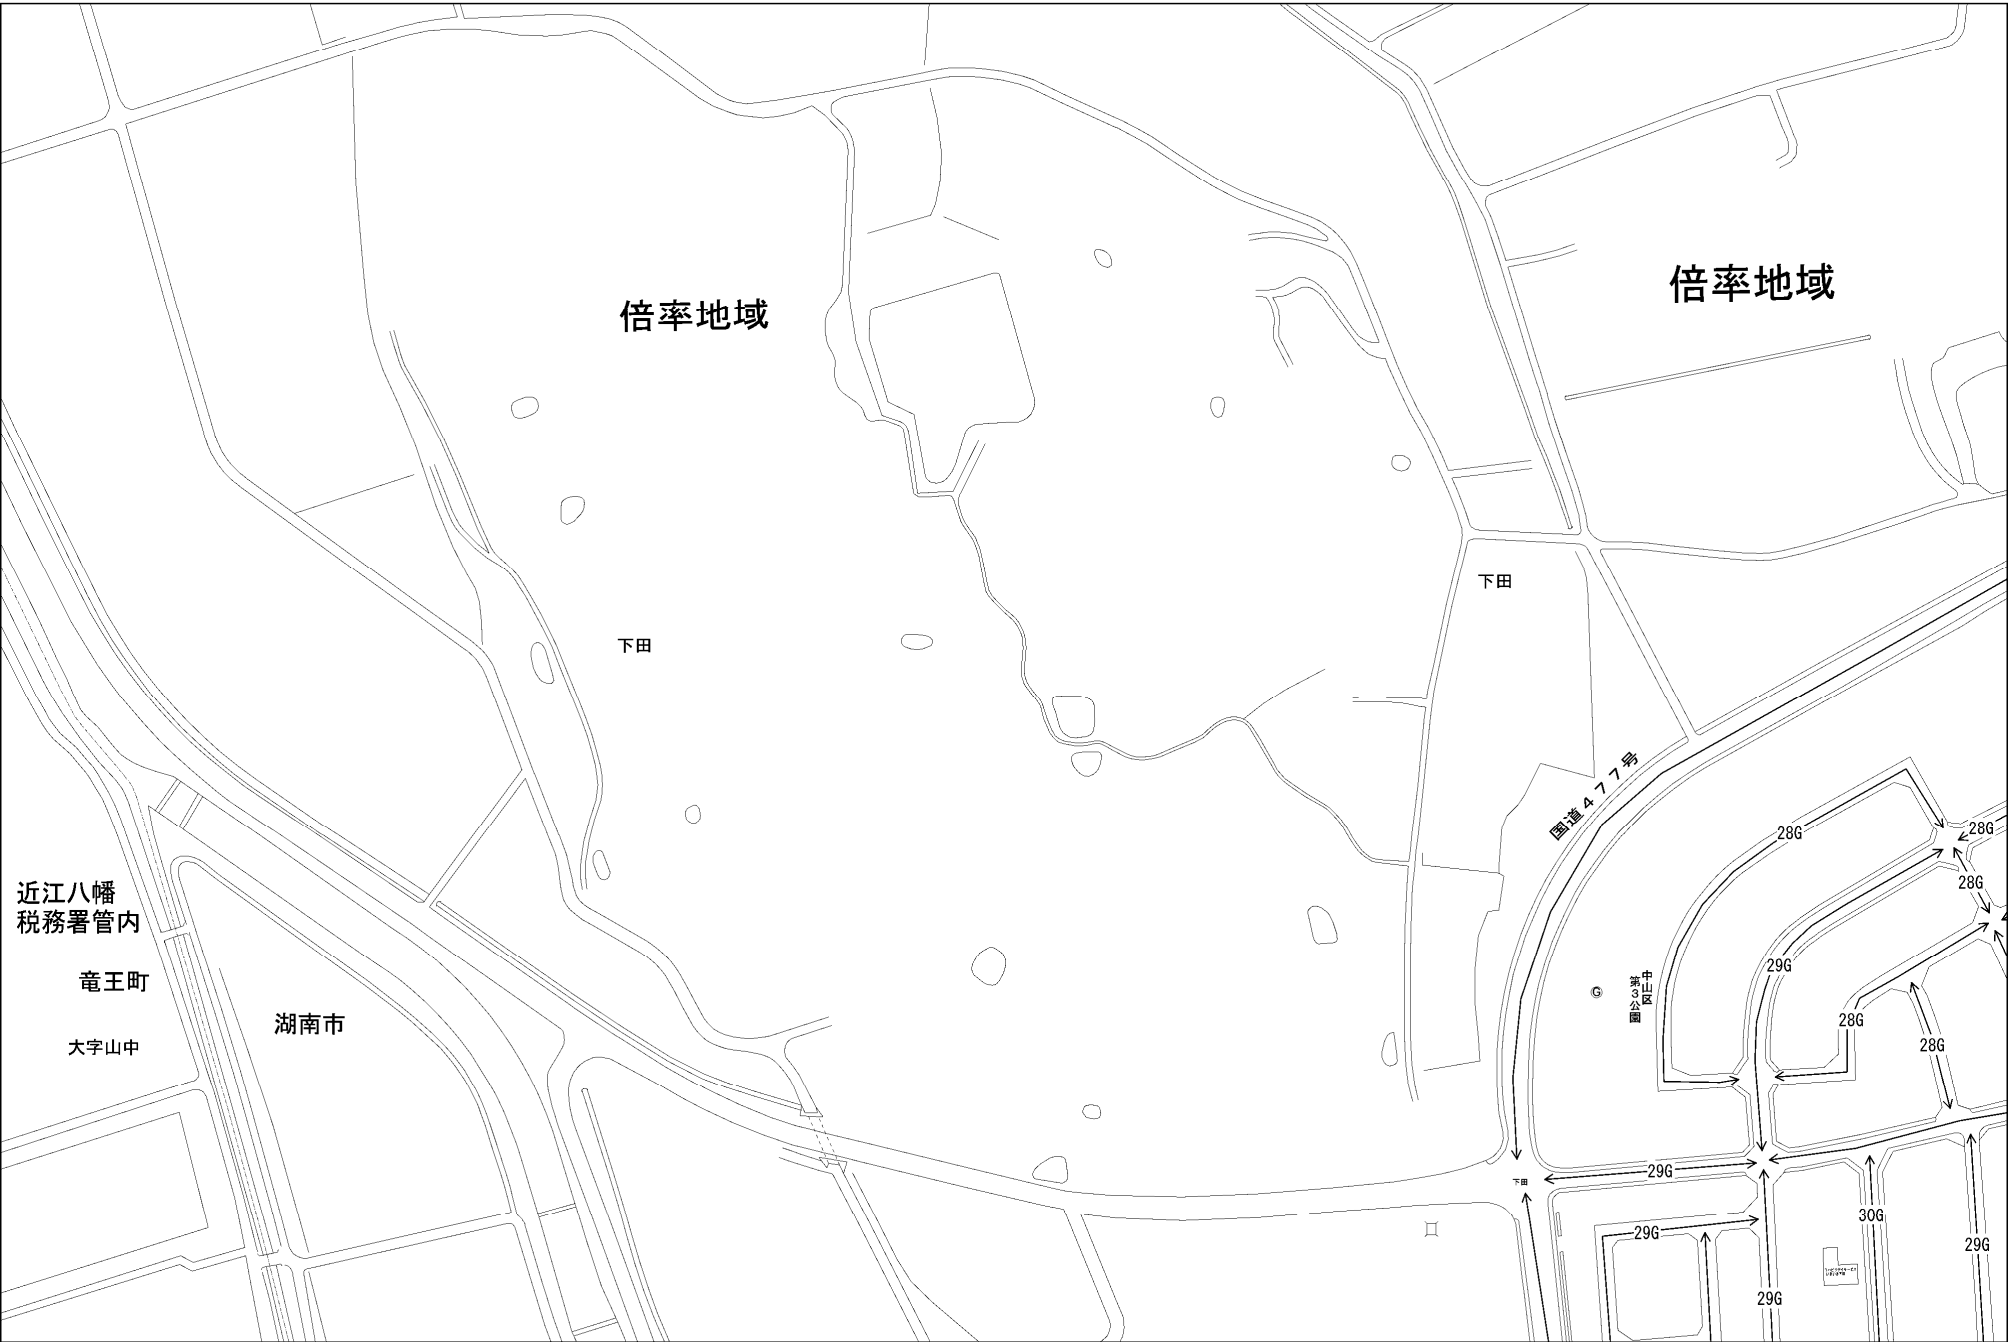 倍率地域
倍率地域
下田
下田
国道477号
28G
28G
28G
近江八幡
税務署管内
29G
中山区
第3公園
竜王町
G
湖南市
28G
28G
大字山中
29G
下田
30G
29G
29G
29G